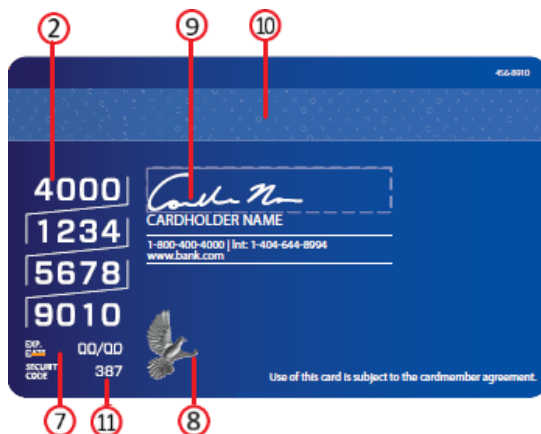 2
9
10
456-8910
4000
1234
5678
9010
CARDHOLDER NAME
1-800-400-4000 | Int: 1-404-644-8994
www.bank.com
EXP.
DATE
00/00
SECURITY
CODE
387
Use of this card is subject to the cardmember agreement.
7
11
8